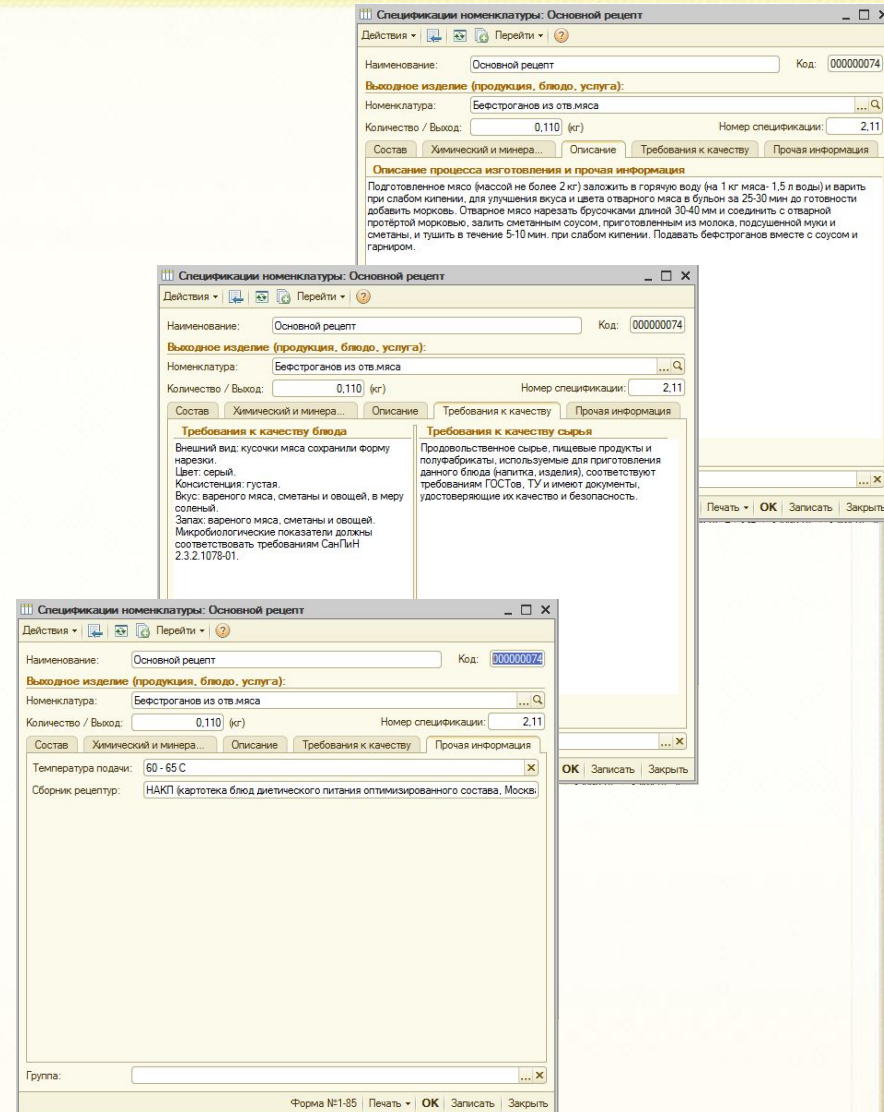 Спецификации номенклатуры: Основной рецепт
Действия Перейти
Наименование: Основной рецепт Код: 000000074
Выходное изделие (продукция, блюдо, услуга):
Номенклатура: Бефстроганов из отв.мяса ...
Количество / Выход: 0,110 (кг) Номер спецификации: 2,11
Состав Химический и минера... Описание Требования к качеству Прочая информация
Описание процесса изготовления и прочая информация
Подготовленное мясо (массой не более 2 кг) заложить в горячую воду (на 1 кг мяса- 1,5 л воды) и варить
при слабом кипении, для улучшения вкуса и цвета отварного мяса в бульон за 25-30 мин до готовности
добавить морковь. Отварное мясо нарезать брусочками длиной 30-40 мм и соединить с отварной
протёртой морковью, залить сметанным соусом, приготовленным из молока, подсушенной муки и
сметаны, и тушить в течение 5-10 мин. при слабом кипении. Подавать бефстроганов вместе с соусом и
гарниром.
...
Печать OK Записать Закрыть
Спецификации номенклатуры: Основной рецепт
Действия Перейти
Наименование: Основной рецепт Код: 000000074
Выходное изделие (продукция, блюдо, услуга):
Номенклатура: Бефстроганов из отв.мяса ...
Количество / Выход: 0,110 (кг) Номер спецификации: 2,11
Состав Химический и минера... Описание Требования к качеству Прочая информация
Требования к качеству блюда
Внешний вид: кусочки мяса сохранили форму
нарезки.
Цвет: серый.
Консистенция: густая.
Вкус: вареного мяса, сметаны и овощей, в меру
соленый.
Запах: вареного мяса, сметаны и овощей.
Микробиологические показатели должны
соответствовать требованиям СанПиН
2.3.2.1078-01.
Требования к качеству сырья
Продовольственное сырье, пищевые продукты и
полуфабрикаты, используемые для приготовления
данного блюда (напитка, изделия), соответствуют
требованиям ГОСТов, ТУ и имеют документы,
удостоверяющие их качество и безопасность.
...
OK Записать Закрыть
Спецификации номенклатуры: Основной рецепт
Действия Перейти
Наименование: Основной рецепт Код: 000000074
Выходное изделие (продукция, блюдо, услуга):
Номенклатура: Бефстроганов из отв.мяса ...
Количество / Выход: 0,110 (кг) Номер спецификации: 2,11
Состав Химический и минера... Описание Требования к качеству Прочая информация
Температура подачи: 60 - 65 С
Сборник рецептур: НАКП (картотека блюд диетического питания оптимизированного состава, Москва
Группа: ...
Форма №1-85 Печать OK Записать Закрыть